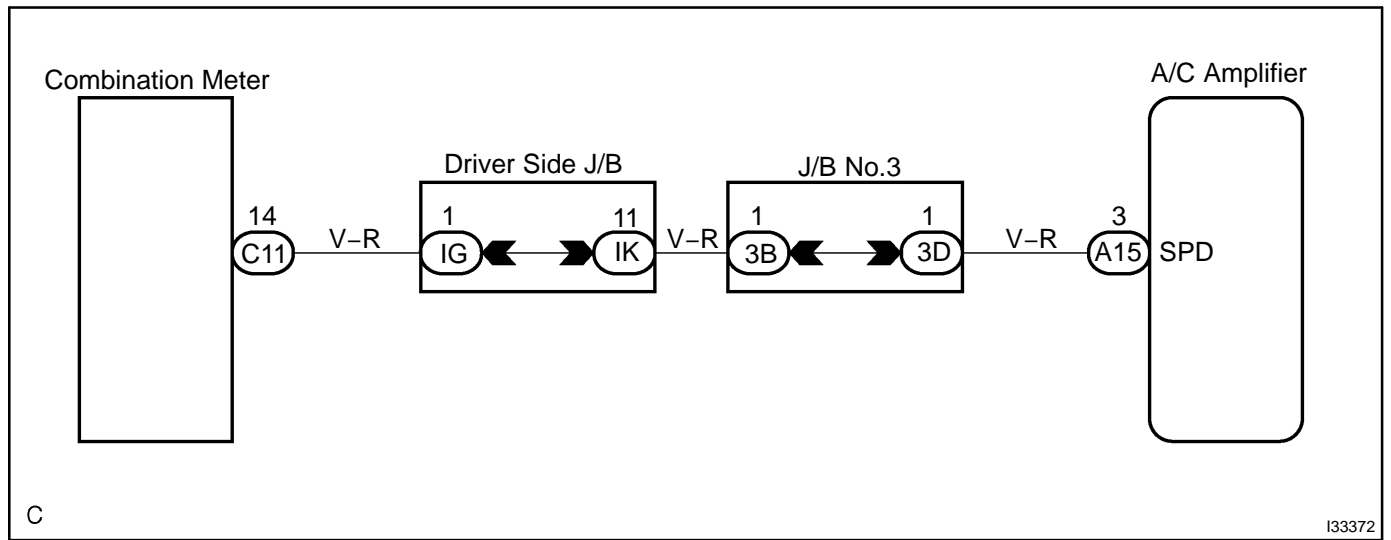 Combination Meter
A/C Amplifier
Driver Side J/B
J/B No.3
14
1
11
1
1
3
C11
V−R
IG
IK
V−R
3B
3D
V−R
A15
SPD
C
I33372